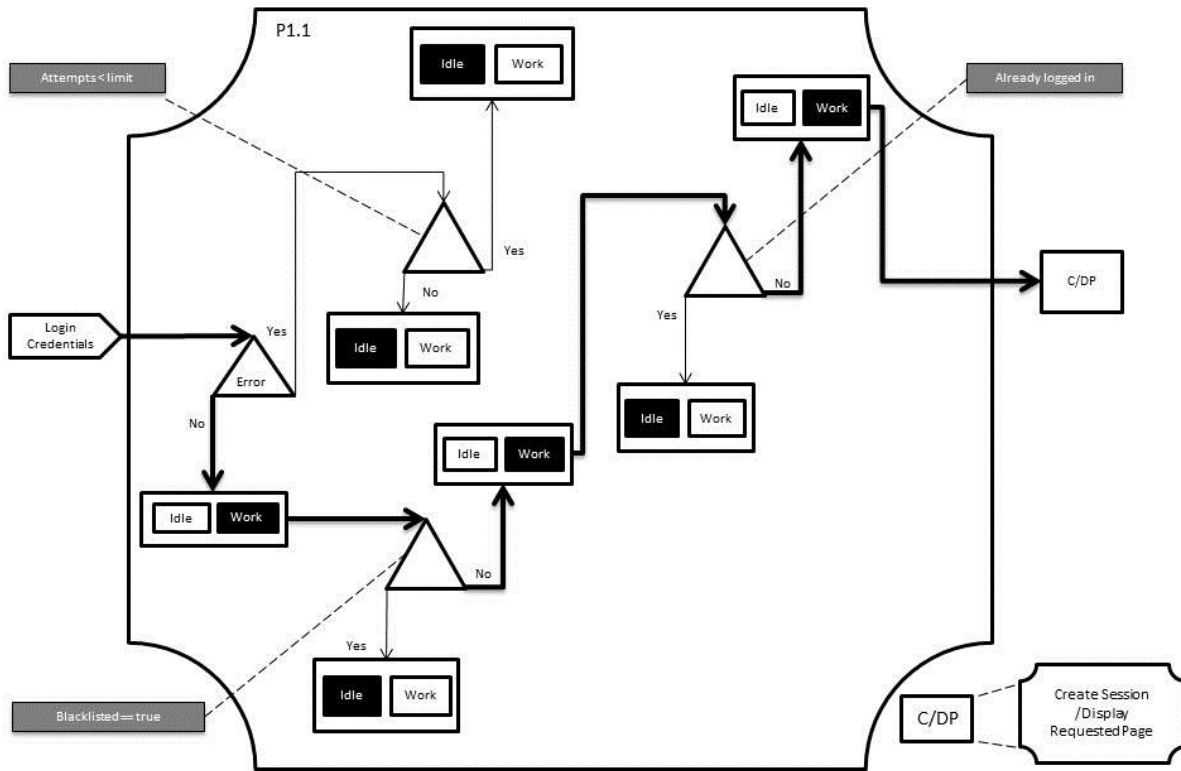 P1.1
Idle Work
Attempts < limit
Already logged in
Idle Work
Yes
No
No
C/DP
Login
Credentials
Yes
Error
Idle Work
Yes
No
Idle Work
Idle Work
Idle Work
No
Yes
Idle Work
Blacklisted == true
C/DP
Create Session
/Display
Requested Page